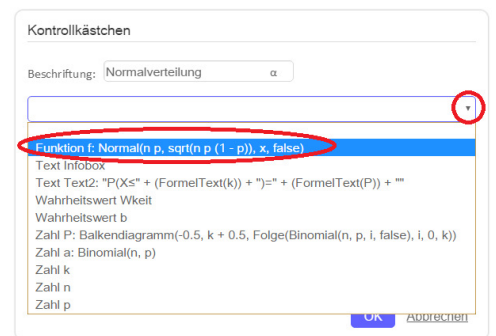 Kontrollkästchen
Beschriftung: Normalverteilung α
Funktion f: Normal(n p, sqrt(n p (1 - p)), x, false)
Text Infobox
Text Text2: "P(X≤" + (FormelText(k)) + ")=" + (FormelText(P)) + ""
Wahrheitswert Wkeit
Wahrheitswert b
Zahl P: Balkendiagramm(-0.5, k + 0.5, Folge(Binomial(n, p, i, false), i, 0, k))
Zahl a: Binomial(n, p)
Zahl k
Zahl n
Zahl p
OK Abbrechen